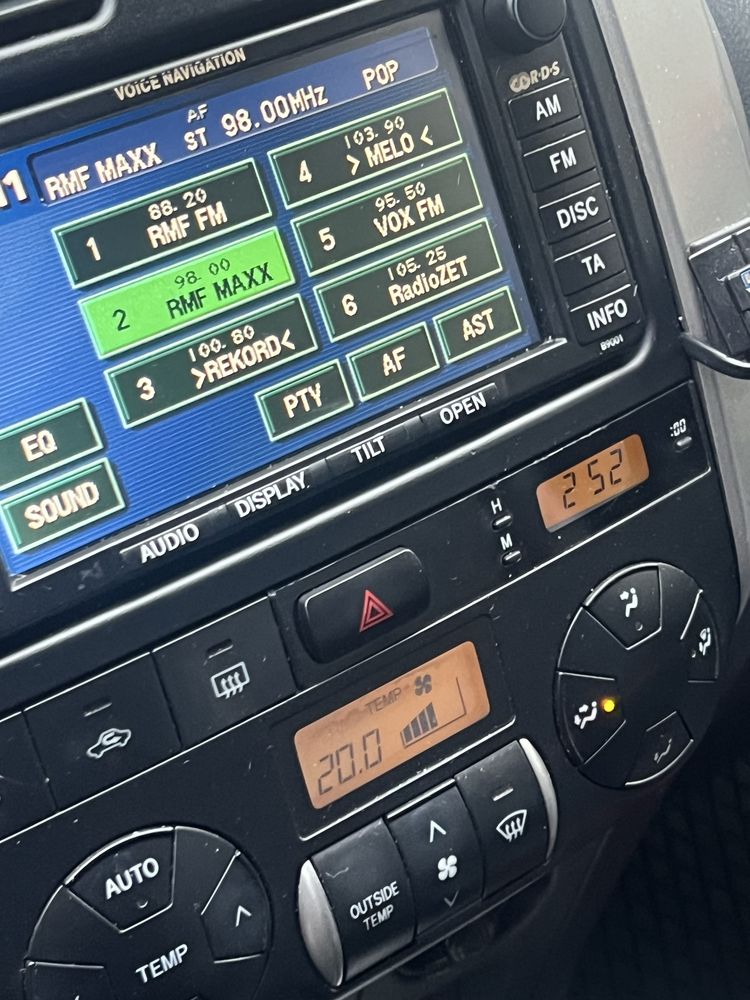 VOICE NAVIGATION
RMF MAXX AF ST 98.00MHz POP
1 88.20 RMF FM
2 98.00 RMF MAXX
3 100.80 >REKORD<
4 103.90 >MELO<
5 95.50 VOX FM
6 105.25 RadioZET
EQ
SOUND
PTY
AF
AST
AUDIO
DISPLAY
TILT
OPEN
AM
FM
DISC
TA
INFO
B9001
H
M
2 52
:00
TEMP
20.0
AUTO
TEMP
OUTSIDE
TEMP